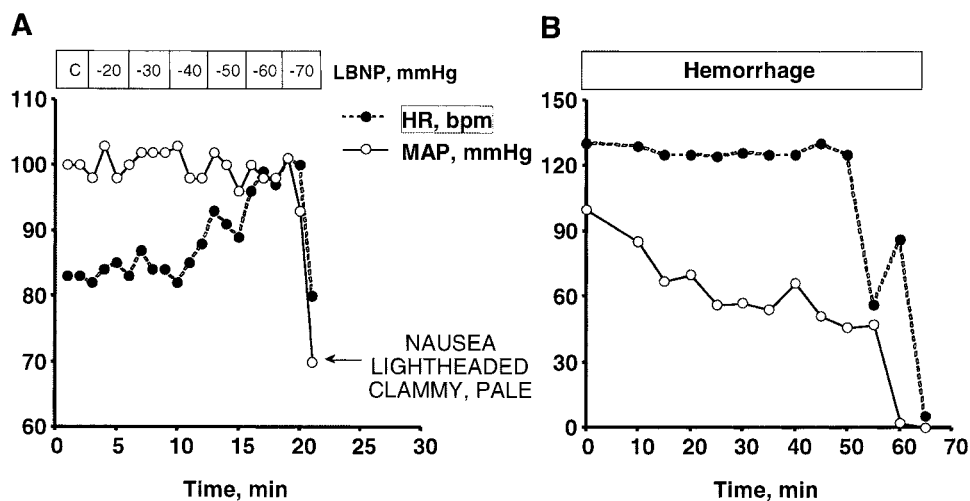 A
C -20 -30 -40 -50 -60 -70 LBNP, mmHg
110
100
90
80
70
60
0 5 10 15 20 25 30
Time, min
HR, bpm
MAP, mmHg
NAUSEA
LIGHTHEADED
CLAMMY, PALE
B
Hemorrhage
150
120
90
60
30
0
0 10 20 30 40 50 60 70
Time, min